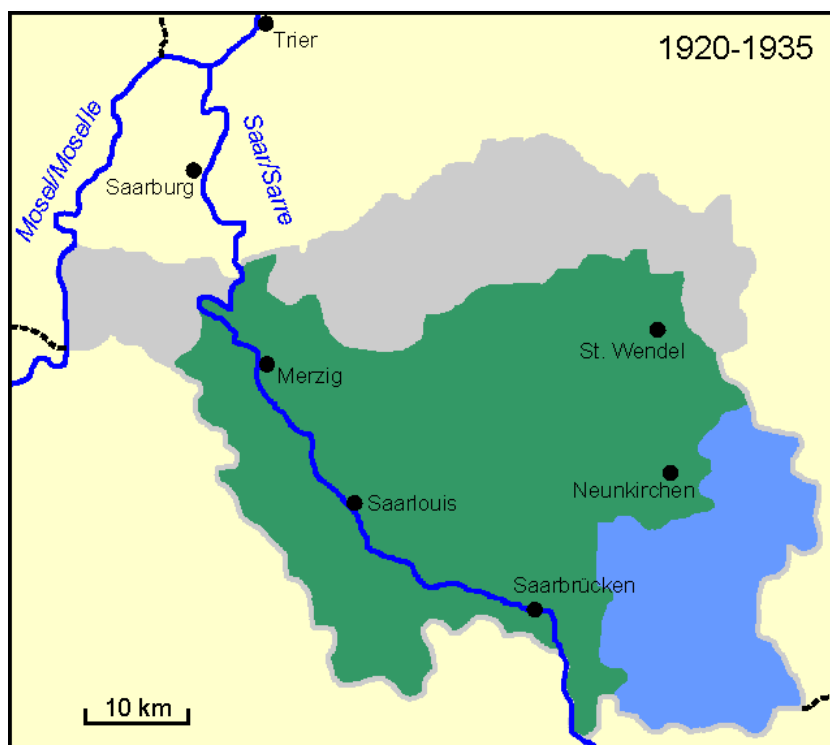 1920-1935
Trier
Mosel/Moselle
Saar/Sarre
Saarburg
St. Wendel
Merzig
Neunkirchen
Saarlouis
Saarbrücken
10 km